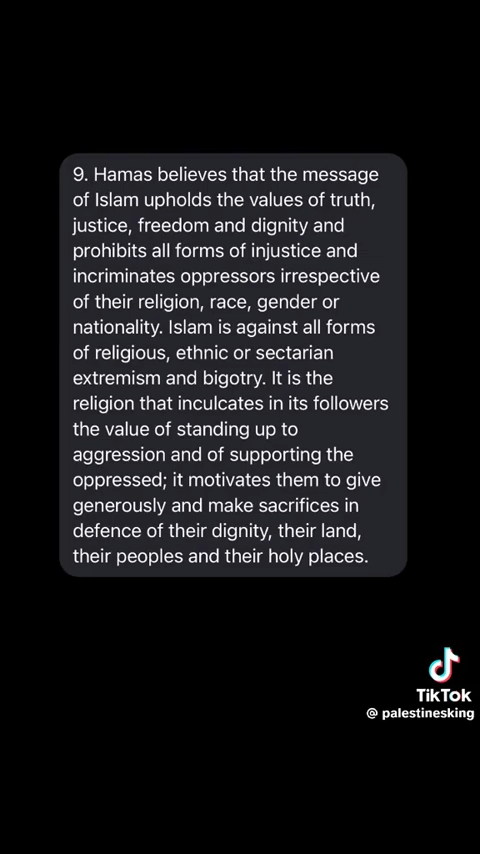 9. Hamas believes that the message
of Islam upholds the values of truth,
justice, freedom and dignity and
prohibits all forms of injustice and
incriminates oppressors irrespective
of their religion, race, gender or
nationality. Islam is against all forms
of religious, ethnic or sectarian
extremism and bigotry. It is the
religion that inculcates in its followers
the value of standing up to
aggression and of supporting the
oppressed; it motivates them to give
generously and make sacrifices in
defence of their dignity, their land,
their peoples and their holy places.
TikTok
@ palestinesking